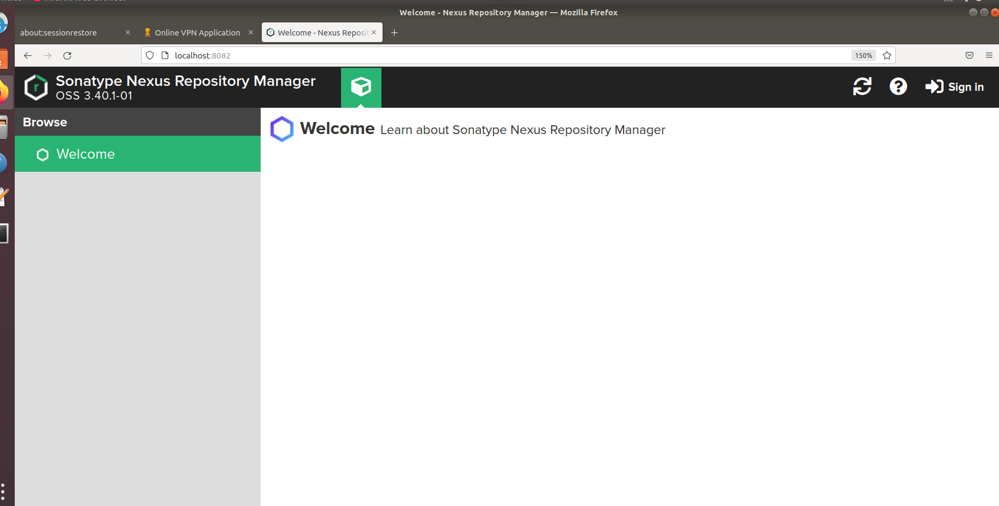 Welcome - Nexus Repository Manager — Mozilla Firefox
about:sessionrestore
Online VPN Application
Welcome - Nexus Reposit
localhost:8082
150%
Sonatype Nexus Repository Manager
OSS 3.40.1-01
Sign in
Browse
Welcome Learn about Sonatype Nexus Repository Manager
Welcome